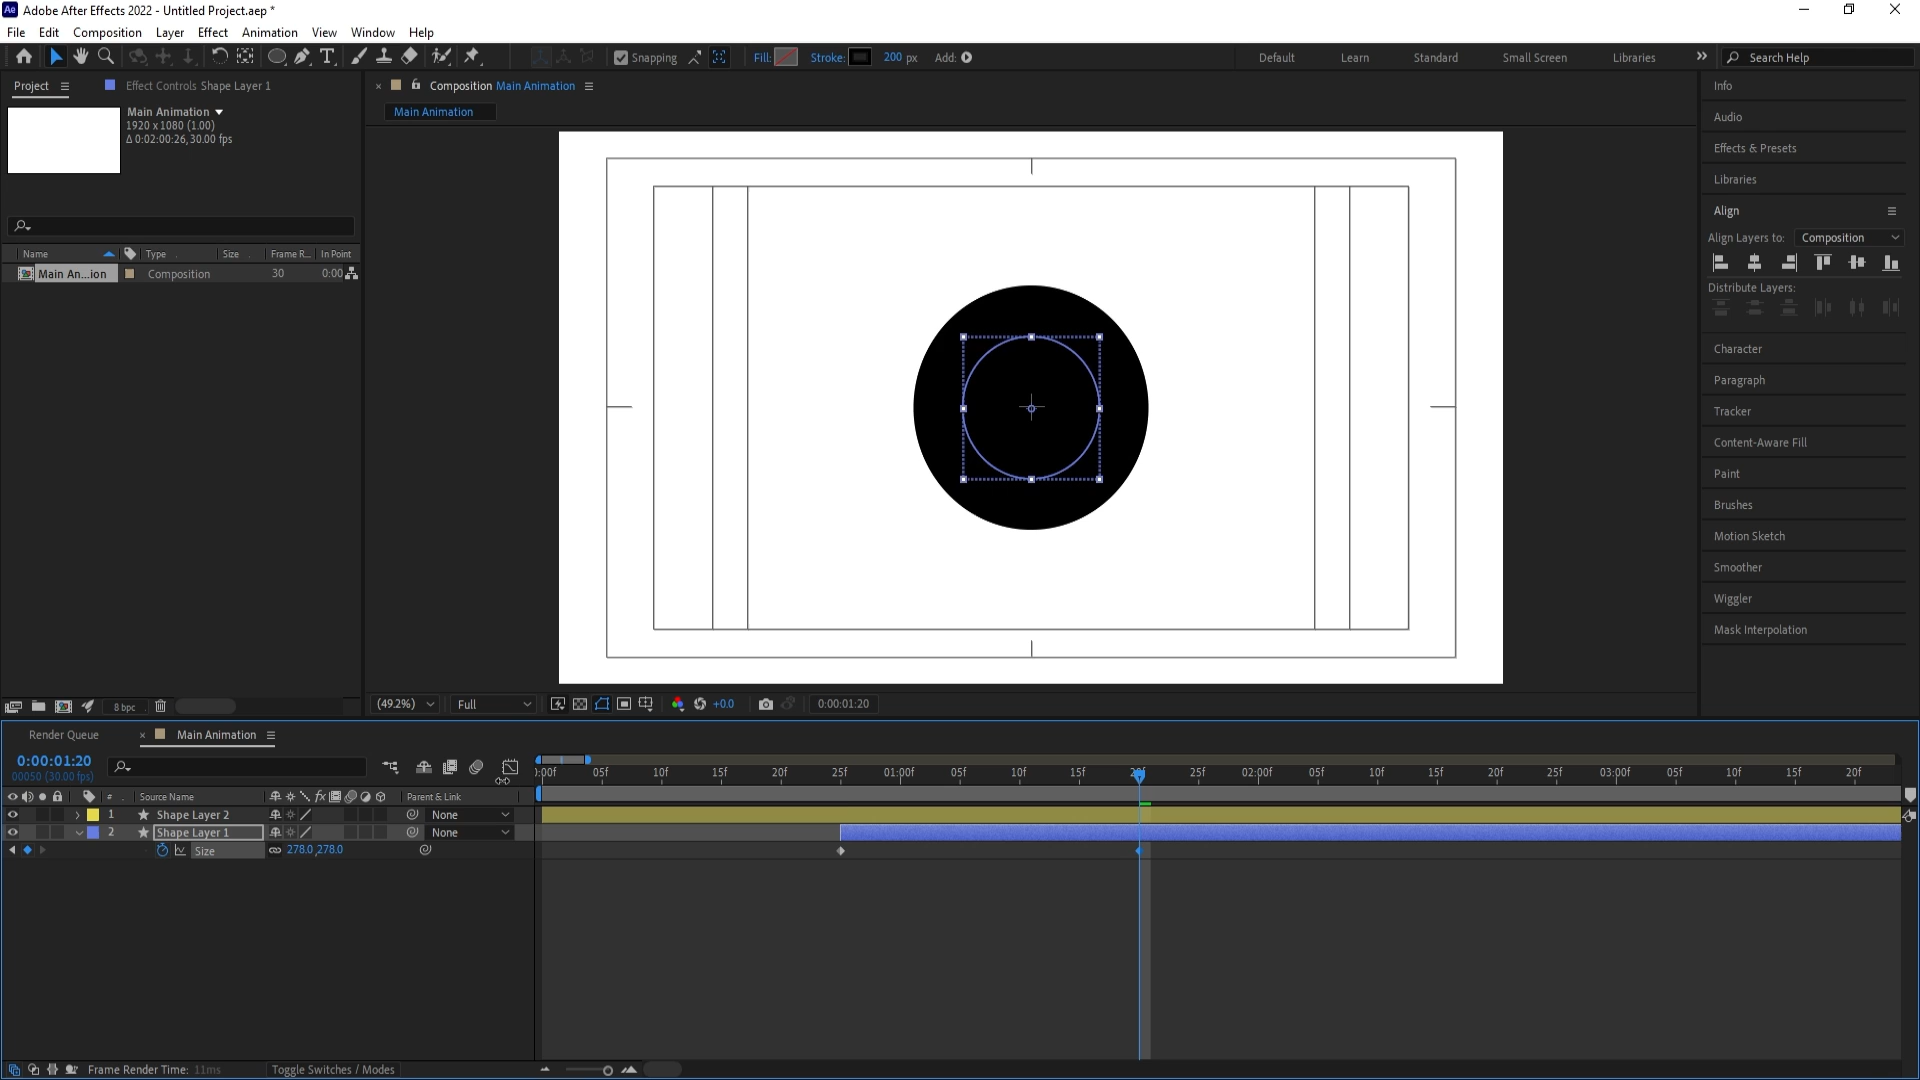 Ae Adobe After Effects 2022 - Untitled Project.aep *
File Edit Composition Layer Effect Animation View Window Help
Snapping Fill: Stroke: 200 px Add: Default Learn Standard Small Screen Libraries Search Help
Project Effect Controls Shape Layer 1
Main Animation
1920 x 1080 (1.00)
Δ 0:02:00:26, 30.00 fps
Name Type Size Frame R... In Point
Main An...ion Composition 30 0:00
8 bpc
Composition Main Animation
Main Animation
(49.2%) Full +0.0 0:00:01:20
Info
Audio
Effects & Presets
Libraries
Align
Align Layers to: Composition
Distribute Layers:
Character
Paragraph
Tracker
Content-Aware Fill
Paint
Brushes
Motion Sketch
Smoother
Wiggler
Mask Interpolation
Render Queue Main Animation
0:00:01:20
00050 (30.00 fps)
):00f 05f 10f 15f 20f 25f 01:00f 05f 10f 15f 20f 25f 02:00f 05f 10f 15f 20f 25f 03:00f 05f 10f 15f 20f
# Source Name fx Parent & Link
1 Shape Layer 2 None
2 Shape Layer 1 None
Size 278.0,278.0
Frame Render Time: 11ms Toggle Switches / Modes